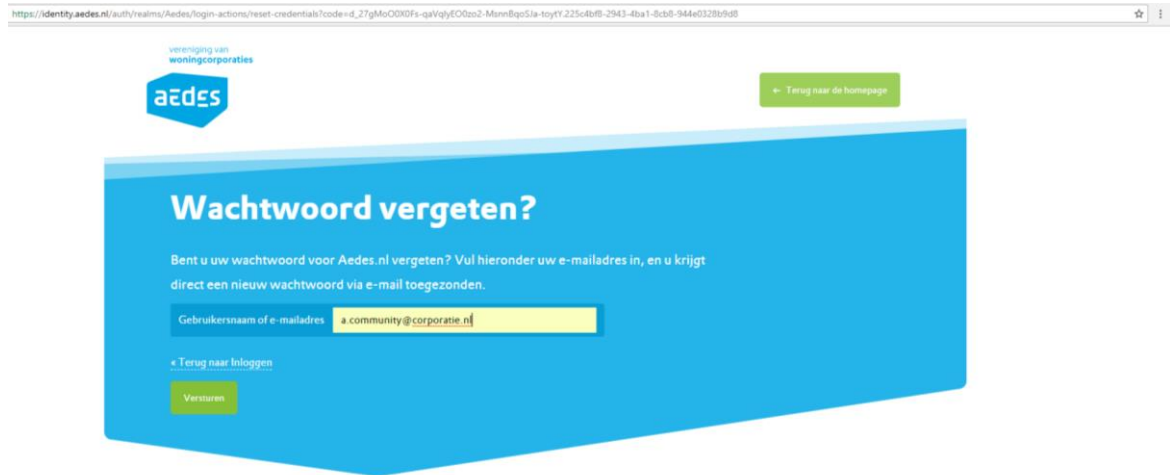 https://identity.aedes.nl/auth/realms/Aedes/login-actions/reset-credentials?code=d_27gMoO0X0Fs-qaVqIyEO0zo2-MsnnBqoSJa-toytY.225c4bf8-2943-4ba1-8cb8-944e0328b9d8
vereniging van
woningcorporaties
aedes
← Terug naar de homepage
Wachtwoord vergeten?
Bent u uw wachtwoord voor Aedes.nl vergeten? Vul hieronder uw e-mailadres in, en u krijgt
direct een nieuw wachtwoord via e-mail toegezonden.
Gebruikersnaam of e-mailadres a.community@corporatie.nl
« Terug naar Inloggen
Versturen